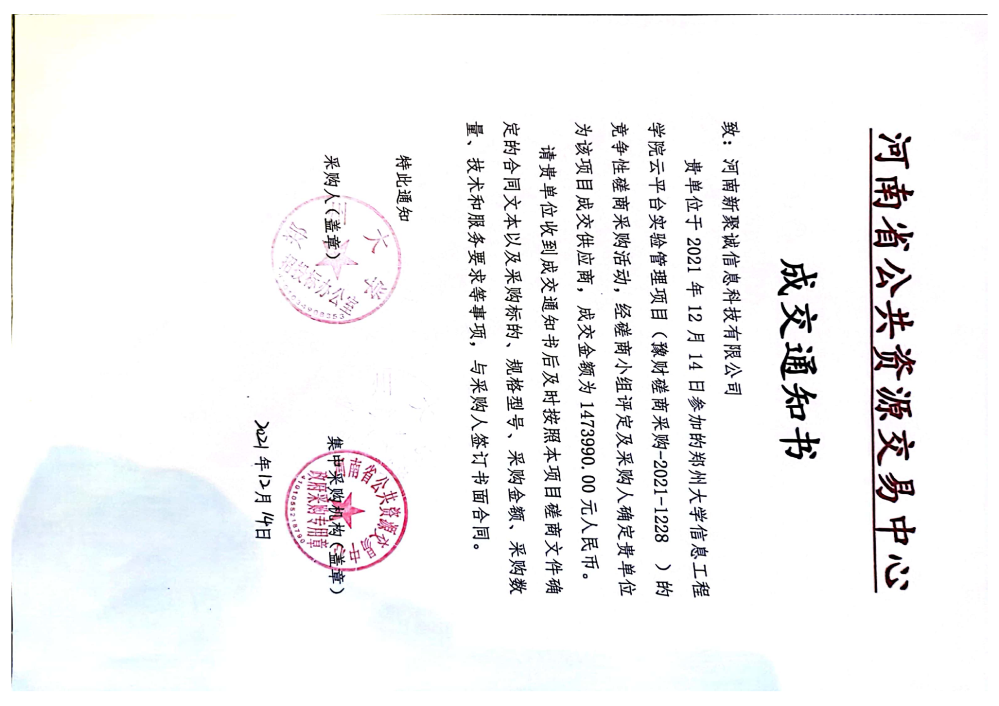 河南省公共资源交易中心
成交通知书
致：河南新聚诚信息科技有限公司
贵单位于 2021 年 12 月 14 日参加的郑州大学信息工程
学院云平台实验管理项目（豫财磋商采购-2021-1228 ）的
竞争性磋商采购活动，经磋商小组评定及采购人确定贵单位
为该项目成交供应商，成交金额为 1473990.00 元人民币。
请贵单位收到成交通知书后及时按照本项目磋商文件确
定的合同文本以及采购标的、规格型号、采购金额、采购数
量、技术和服务要求等事项，与采购人签订书面合同。
特此通知
采购人（盖章）
招投标办公室
集中采购机构（盖章）
河南省公共资源交易中心
政府采购专用章
2021年12月14日